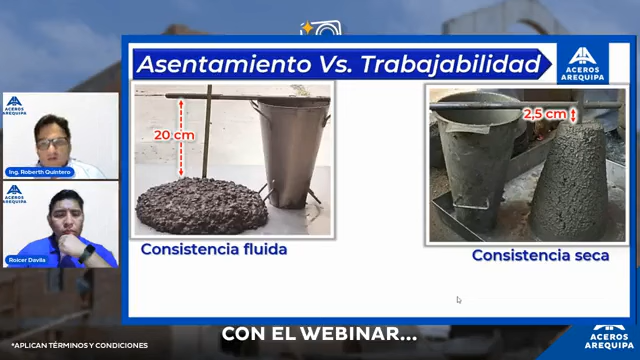 Asentamiento Vs. Trabajabilidad
ACEROS
AREQUIPA
ACEROS
AREQUIPA
20 cm
2,5 cm
Ing. Roberth Quintero
ACEROS
AREQUIPA
Roicer Davila
Consistencia fluida
Consistencia seca
CON EL WEBINAR...
*APLICAN TÉRMINOS Y CONDICIONES
ACEROS
AREQUIPA